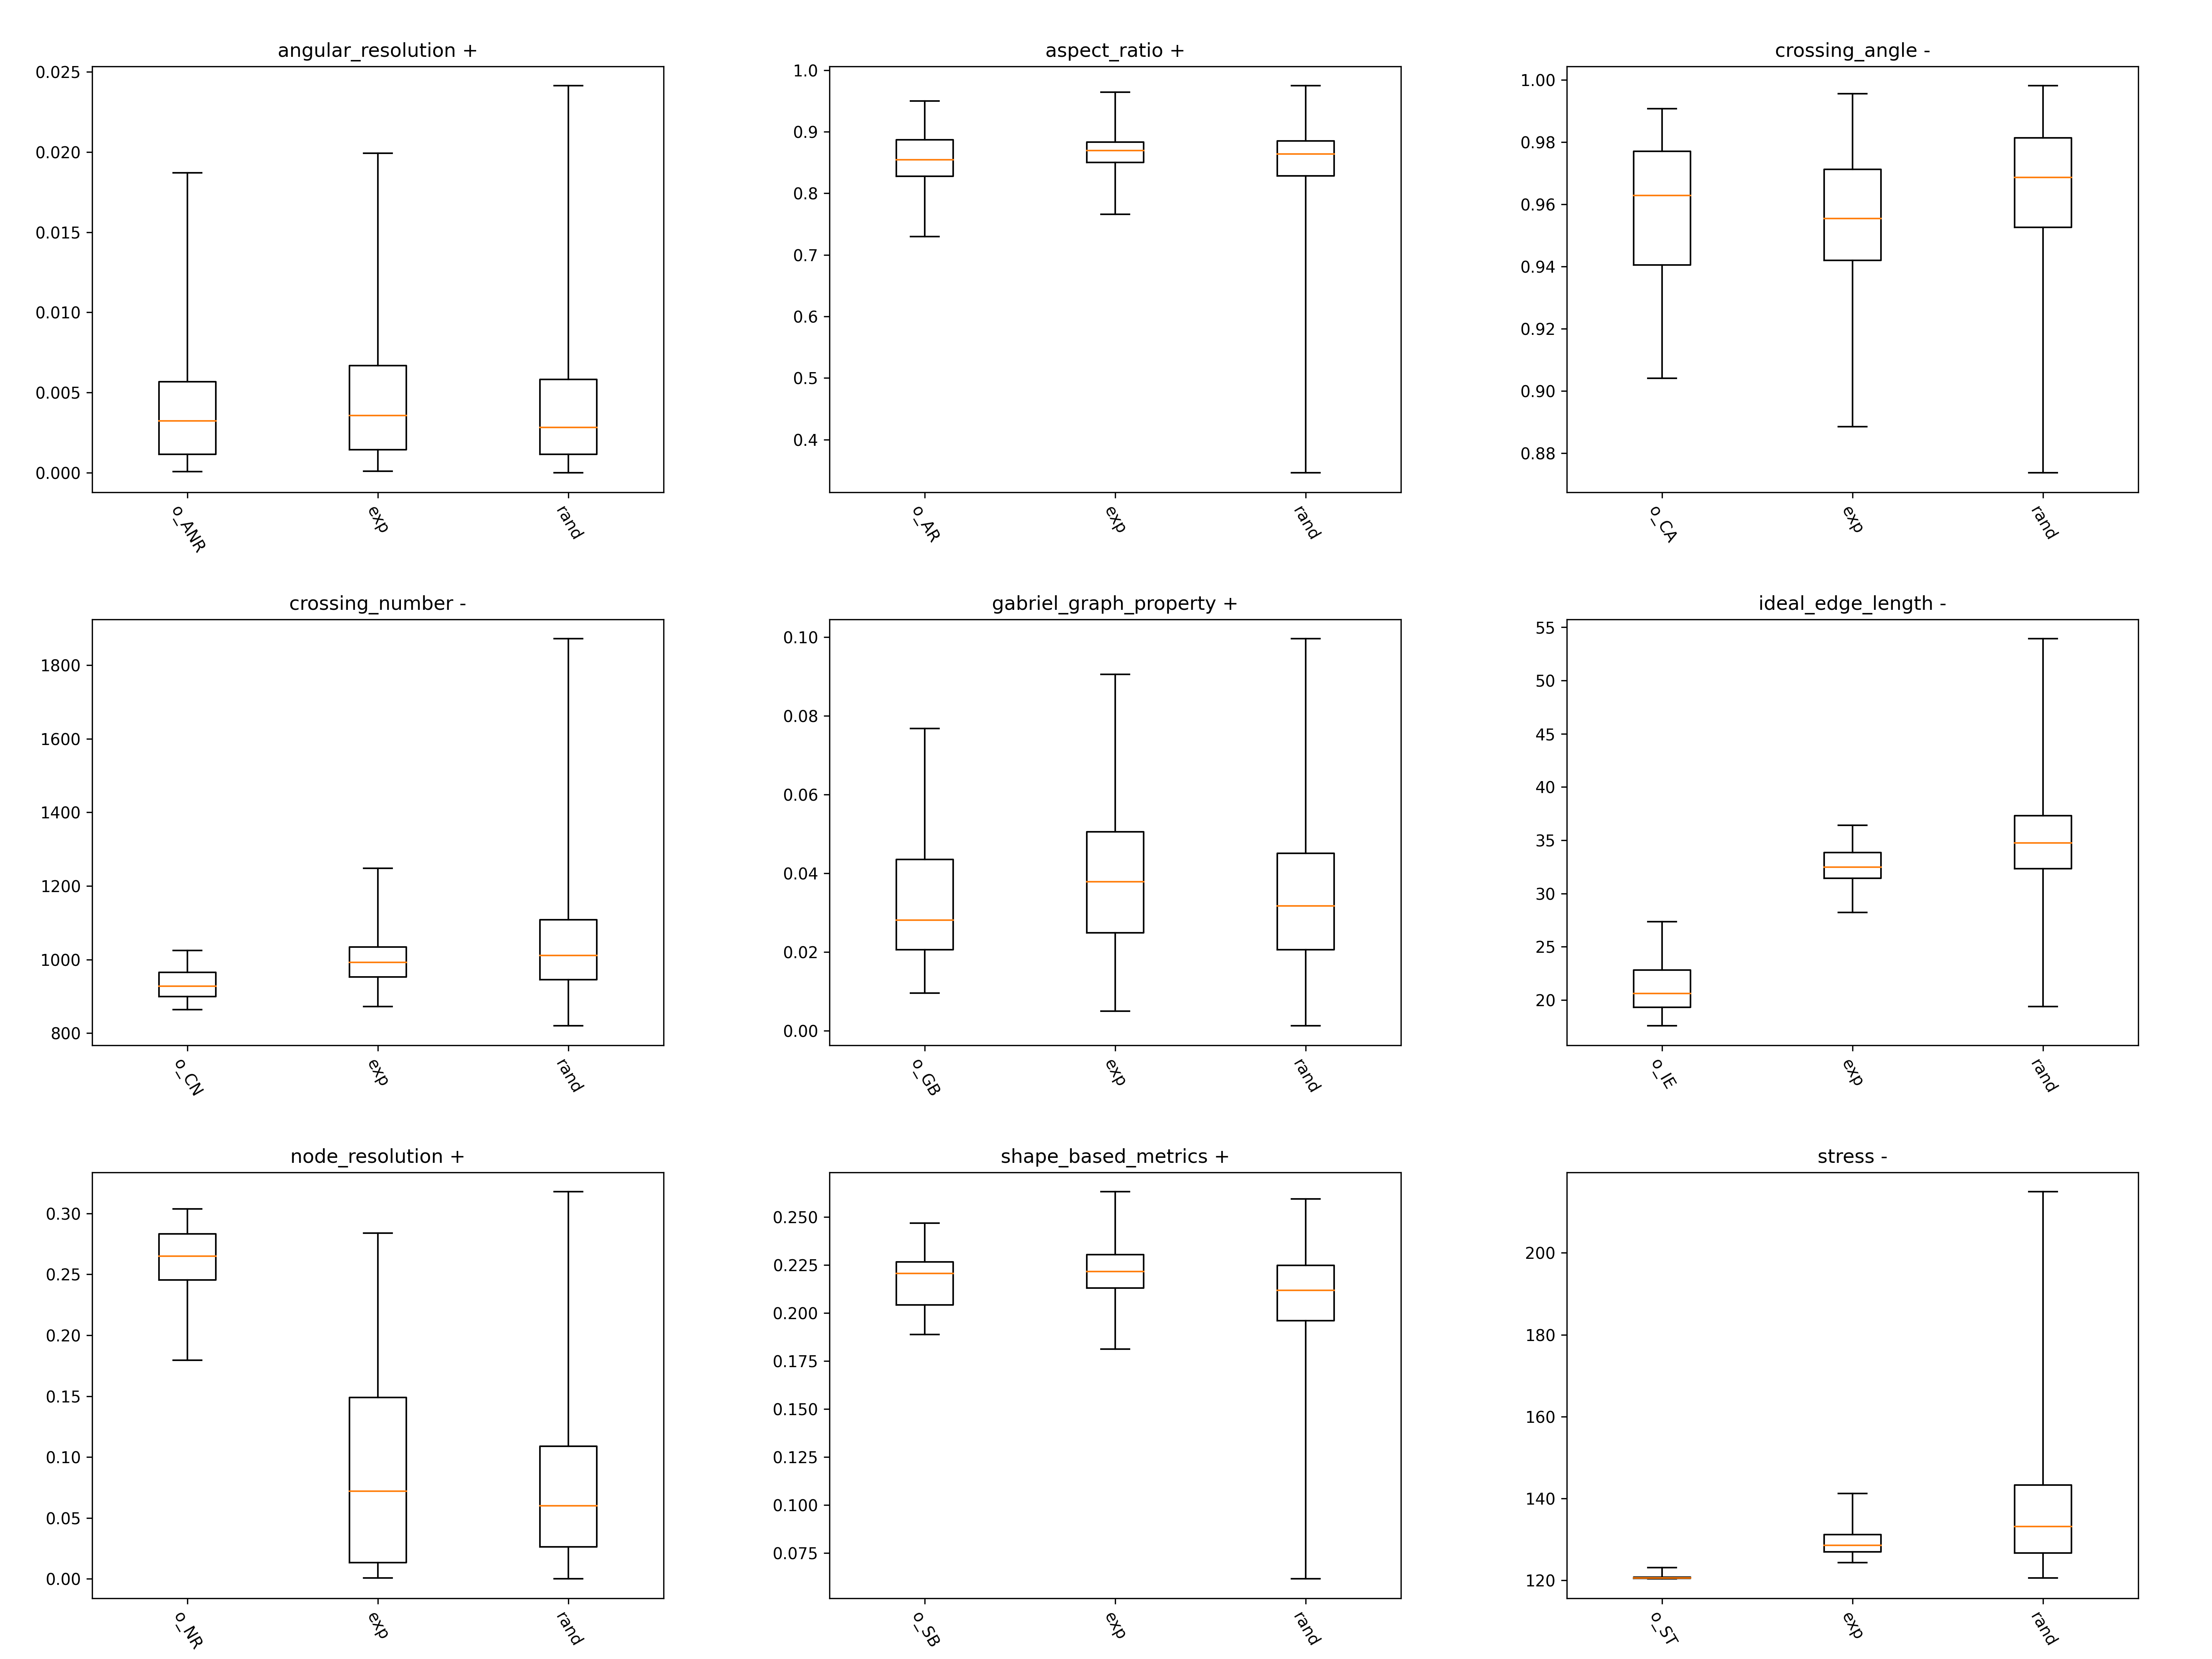 angular_resolution +
0.025
0.020
0.015
0.010
0.005
0.000
o_ANR
exp
rand
aspect_ratio +
1.0
0.9
0.8
0.7
0.6
0.5
0.4
o_AR
exp
rand
crossing_angle -
1.00
0.98
0.96
0.94
0.92
0.90
0.88
o_CA
exp
rand
crossing_number -
1800
1600
1400
1200
1000
800
o_CN
exp
rand
gabriel_graph_property +
0.10
0.08
0.06
0.04
0.02
0.00
o_GB
exp
rand
ideal_edge_length -
55
50
45
40
35
30
25
20
o_IE
exp
rand
node_resolution +
0.30
0.25
0.20
0.15
0.10
0.05
0.00
o_NR
exp
rand
shape_based_metrics +
0.250
0.225
0.200
0.175
0.150
0.125
0.100
0.075
o_SB
exp
rand
stress -
200
180
160
140
120
o_ST
exp
rand